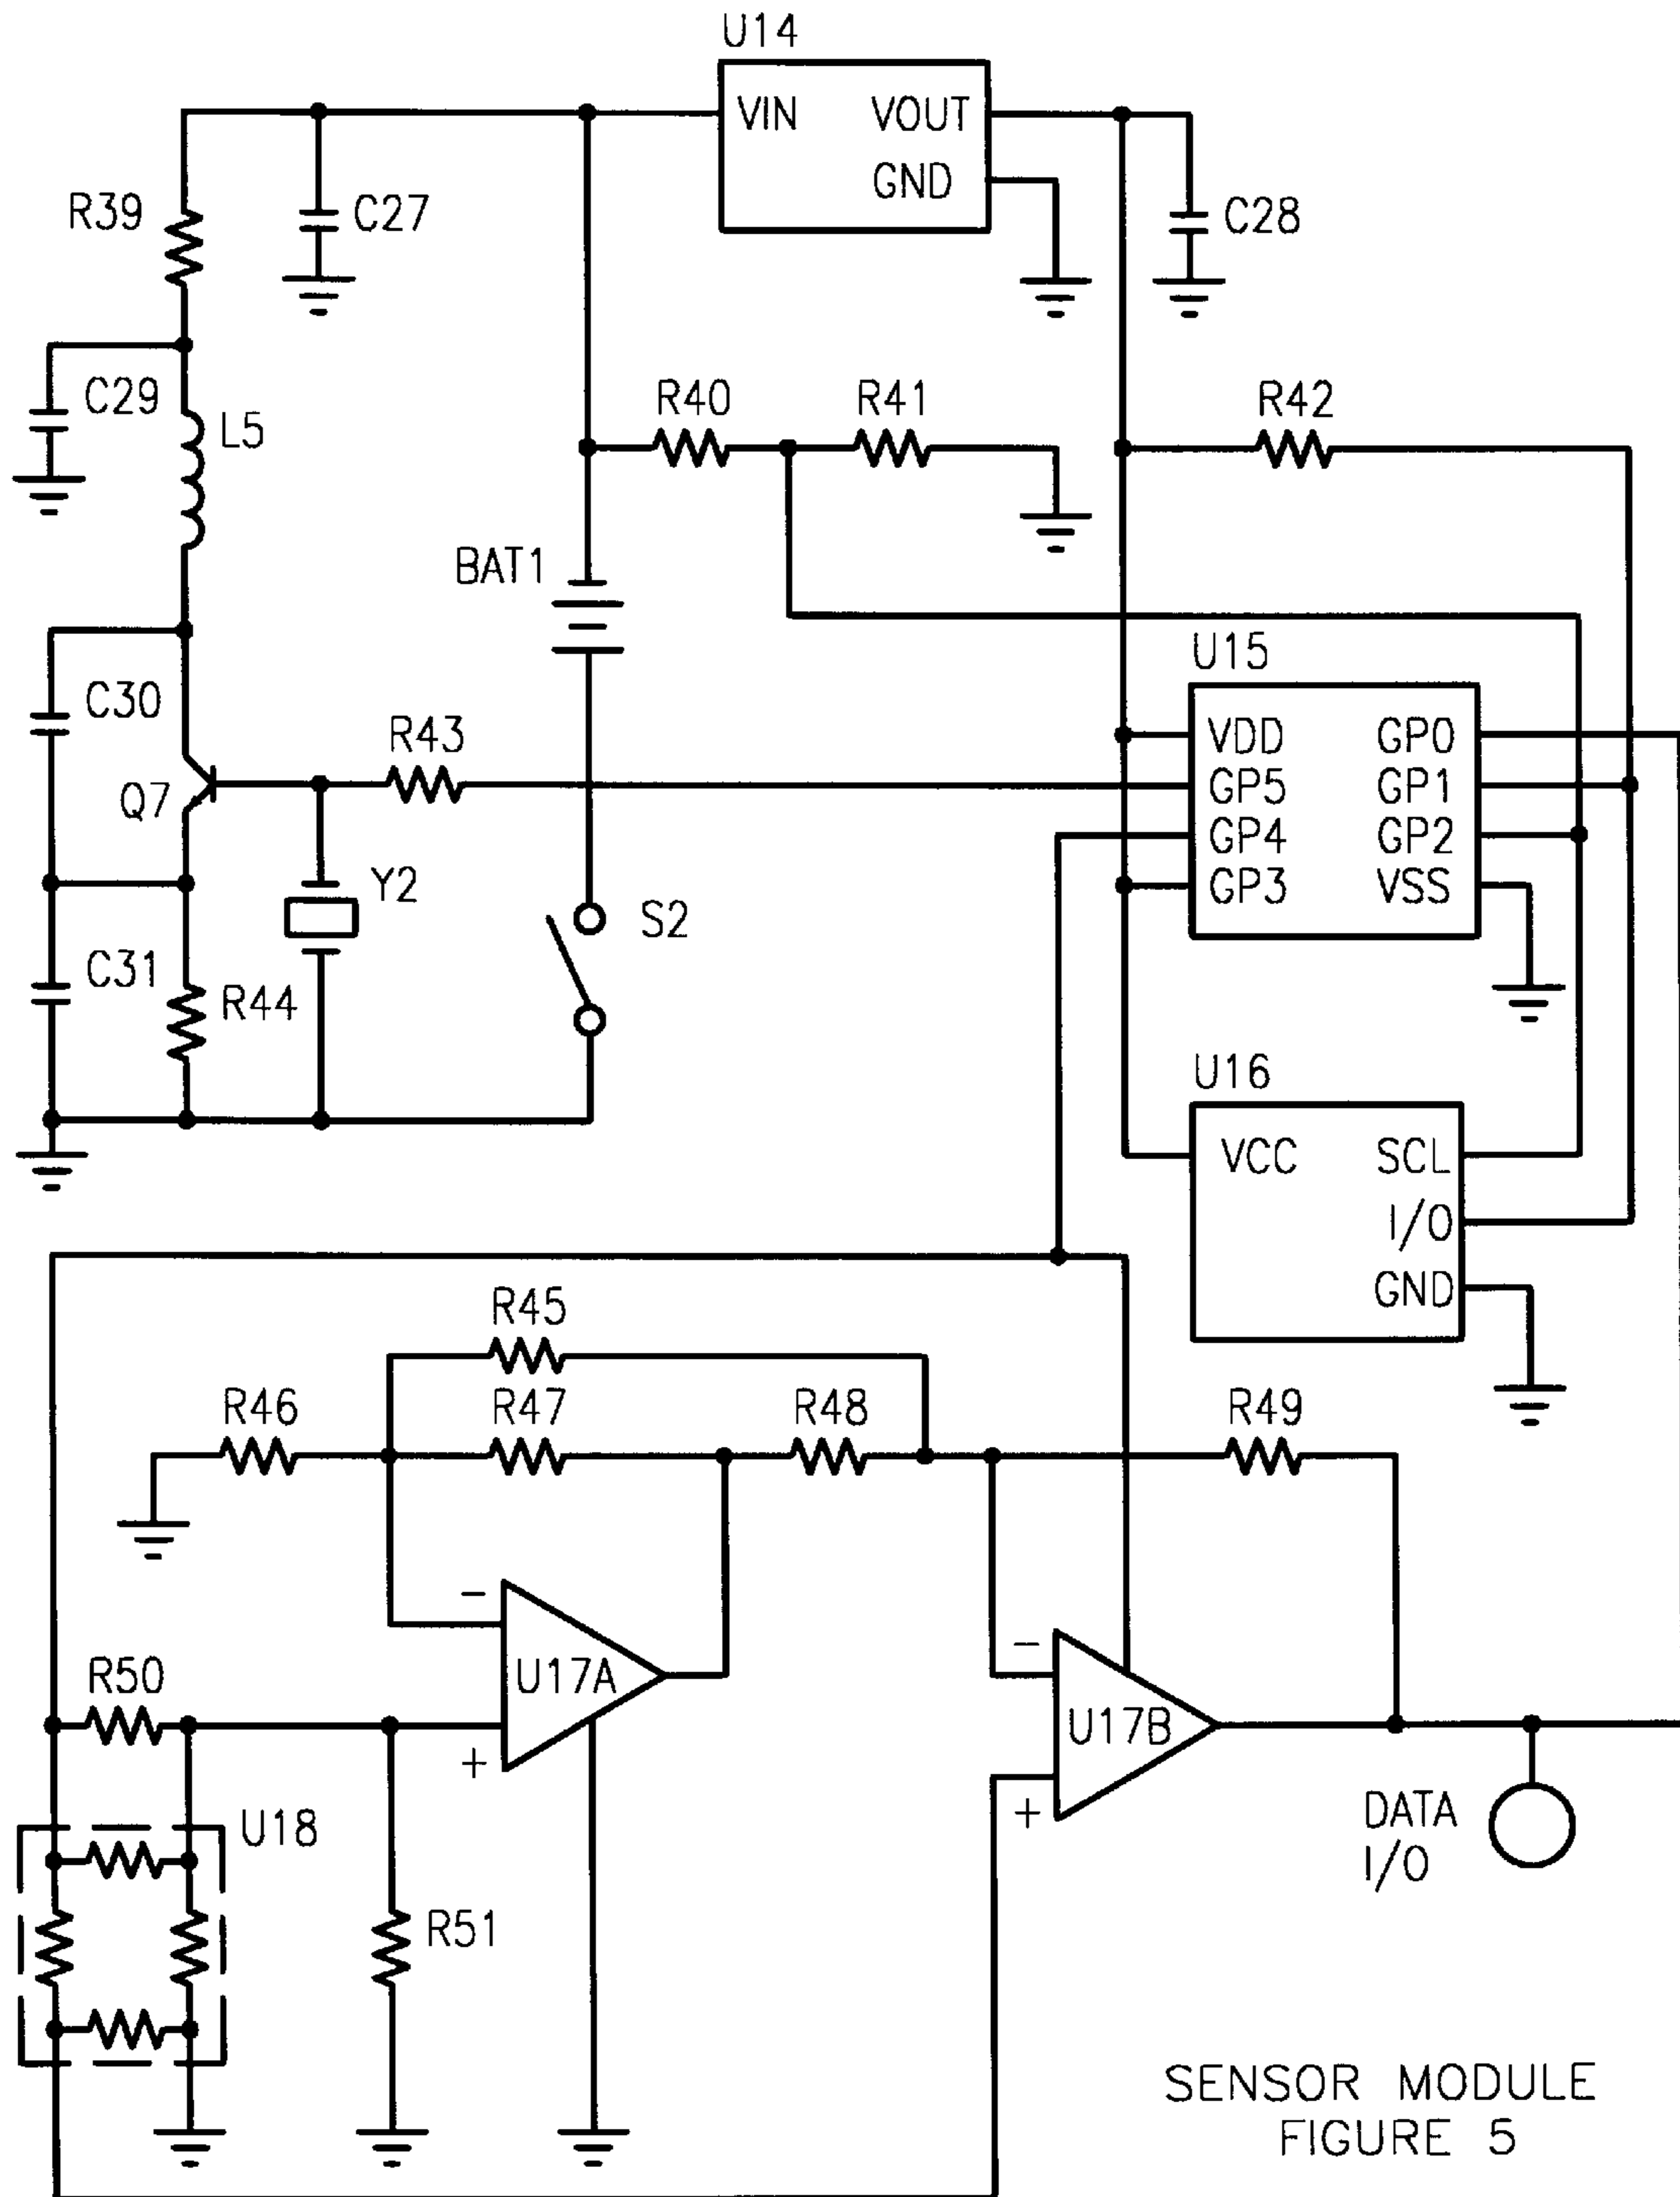 U14
VIN VOUT
GND
R39
C27
C28
C29
L5
R40
R41
R42
BAT1
U15
C30
R43
VDD GP0
GP5 GP1
GP4 GP2
GP3 VSS
Q7
Y2
S2
C31
R44
U16
VCC SCL
I/O
GND
R45
R46
R47
R48
R49
-
U17A
+
R50
-
U17B
+
U18
DATA
I/O
R51
SENSOR MODULE
FIGURE 5